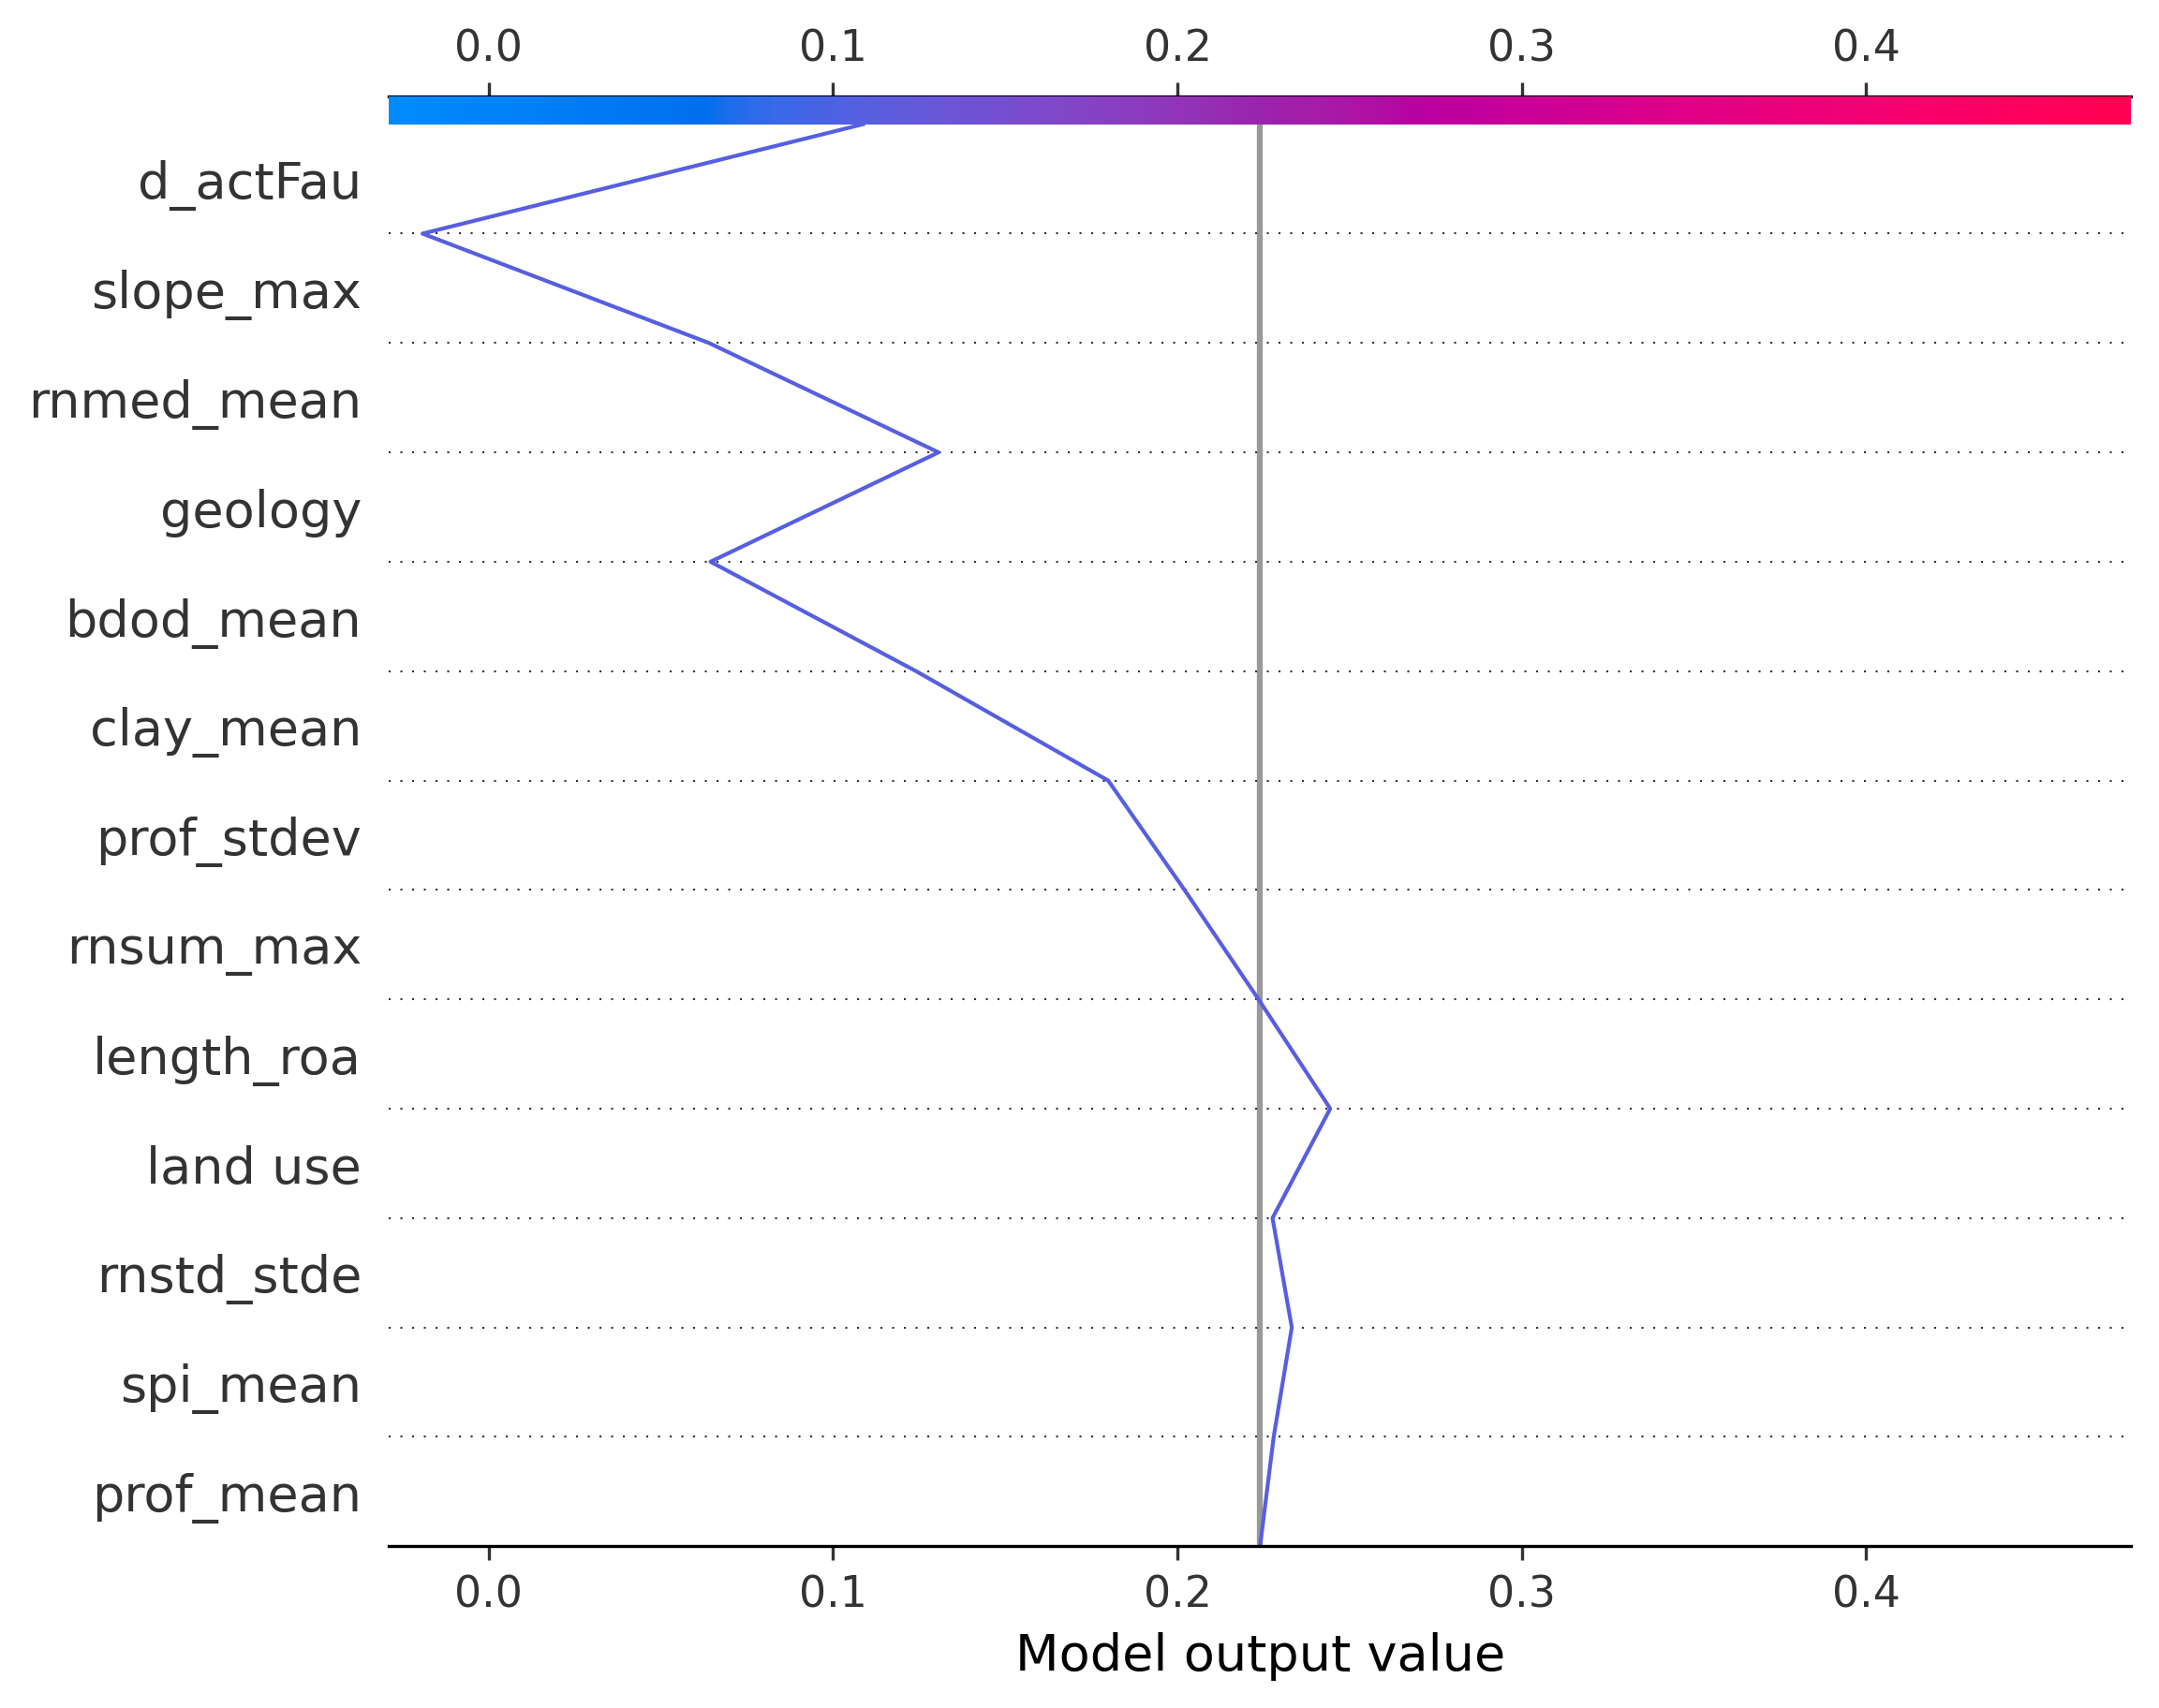 0.0 0.1 0.2 0.3 0.4
d_actFau
slope_max
rnmed_mean
geology
bdod_mean
clay_mean
prof_stdev
rnsum_max
length_roa
land use
rnstd_stde
spi_mean
prof_mean
0.0 0.1 0.2 0.3 0.4
Model output value